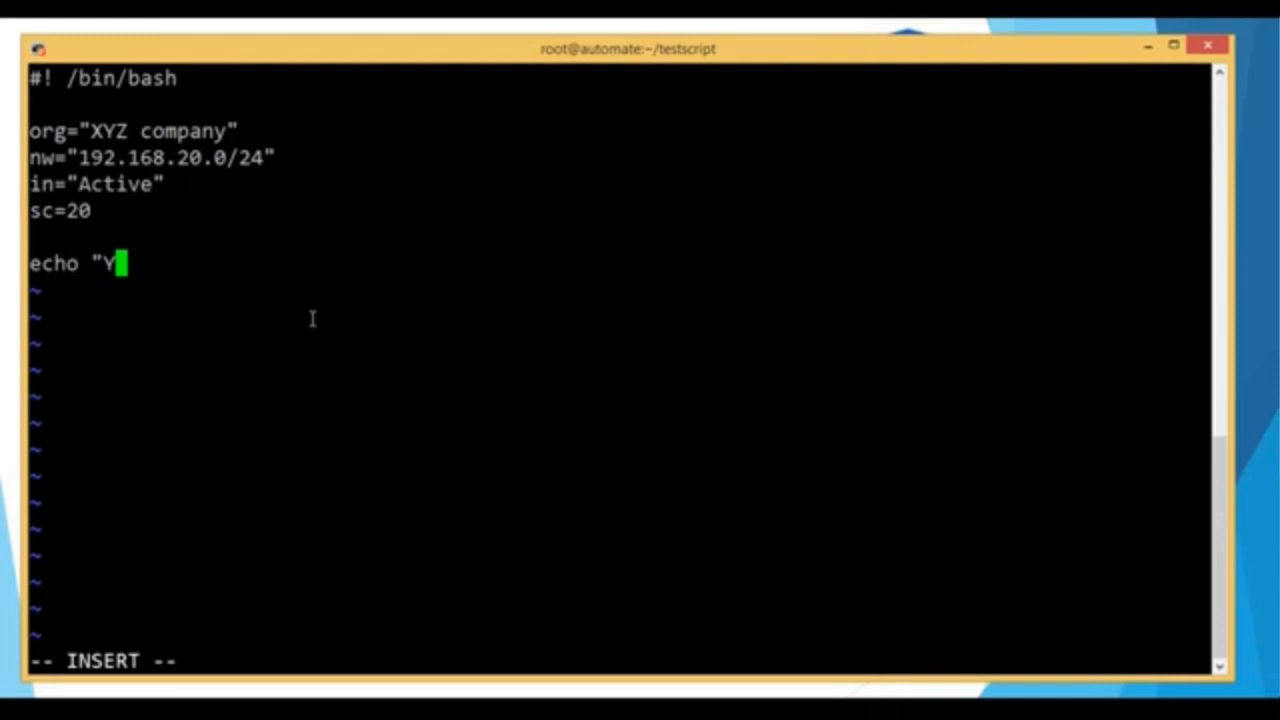 root@automate:~/testscript
#! /bin/bash
org="XYZ company"
nw="192.168.20.0/24"
in="Active"
sc=20
echo "Y
~
~
~
~
~
~
~
~
~
~
~
~
~
~
-- INSERT --